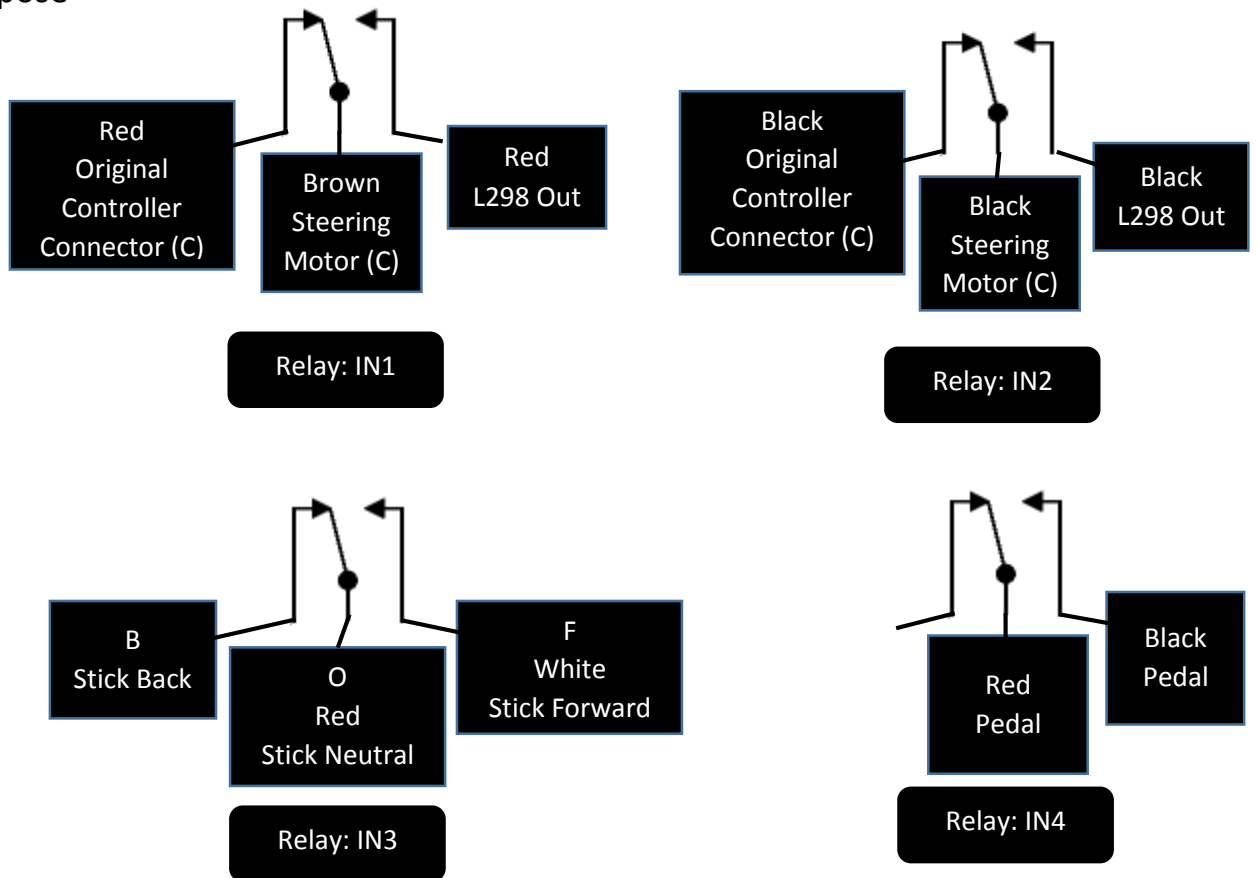 Red
Original
Controller
Connector (C)
Brown
Steering
Motor (C)
Red
L298 Out
Relay: IN1
Black
Original
Controller
Connector (C)
Black
Steering
Motor (C)
Black
L298 Out
Relay: IN2
B
Stick Back
O
Red
Stick Neutral
F
White
Stick Forward
Relay: IN3
Red
Pedal
Black
Pedal
Relay: IN4